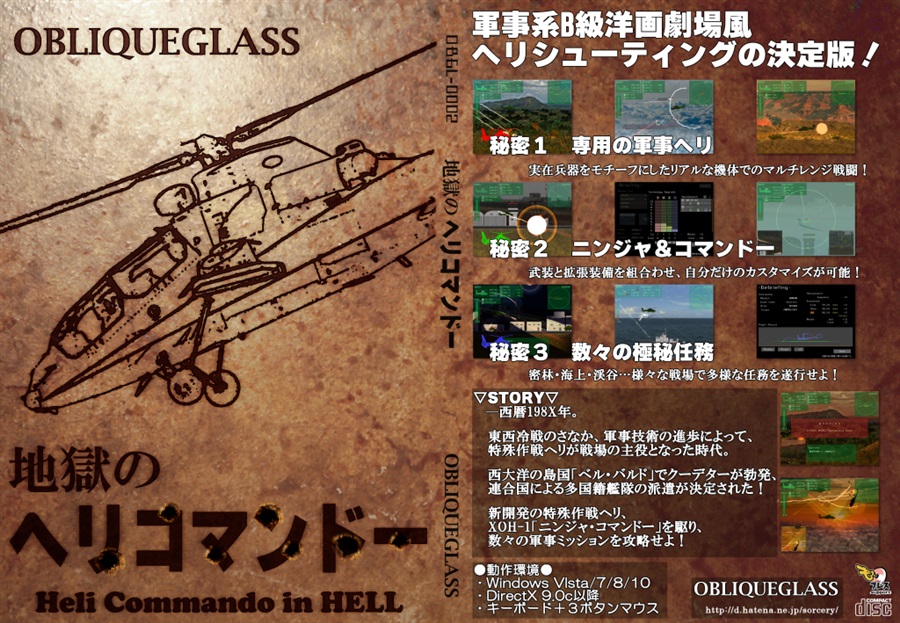 OBLIQUEGLASS
地獄の
ヘリコマンドー
Heli Commando in HELL
OBGL-0002
地獄のヘリコマンドー
OBLIQUEGLASS
軍事系B級洋画劇場風
ヘリシューティングの決定版！
秘密１ 専用の軍事ヘリ
実在兵器をモチーフにしたリアルな機体でのマルチレンジ戦闘！
秘密２ ニンジャ＆コマンドー
武装と拡張装備を組合わせ、自分だけのカスタマイズが可能！
秘密３ 数々の極秘任務
密林・海上・渓谷…様々な戦場で多様な任務を遂行せよ！
▽STORY▽
―西暦198X年。
東西冷戦のさなか、軍事技術の進歩によって、
特殊作戦ヘリが戦場の主役となった時代。
西大洋の島国「ベル・バルド」でクーデターが勃発、
連合国による多国籍艦隊の派遣が決定された！
新開発の特殊作戦ヘリ、
XOH-1「ニンジャ・コマンドー」を駆り、
数々の軍事ミッションを攻略せよ！
●動作環境●
・Windows VIsta/7/8/10
・DirectX 9.0c以降
・キーボード＋３ボタンマウス
OBLIQUEGLASS
http://d.hatena.ne.jp/sorcery/
COMPACT
disc